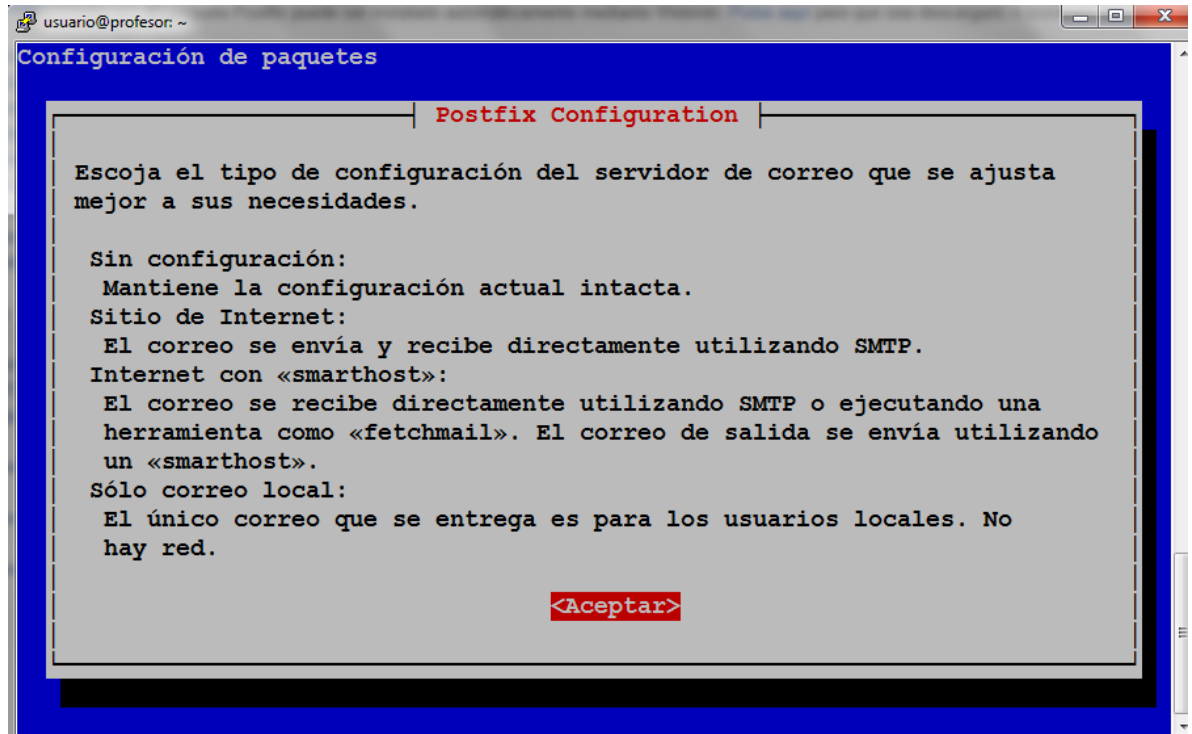 usuario@profesor: ~
Configuración de paquetes
Postfix Configuration
Escoja el tipo de configuración del servidor de correo que se ajusta
mejor a sus necesidades.
Sin configuración:
Mantiene la configuración actual intacta.
Sitio de Internet:
El correo se envía y recibe directamente utilizando SMTP.
Internet con «smarthost»:
El correo se recibe directamente utilizando SMTP o ejecutando una
herramienta como «fetchmail». El correo de salida se envía utilizando
un «smarthost».
Sólo correo local:
El único correo que se entrega es para los usuarios locales. No
hay red.
<Aceptar>